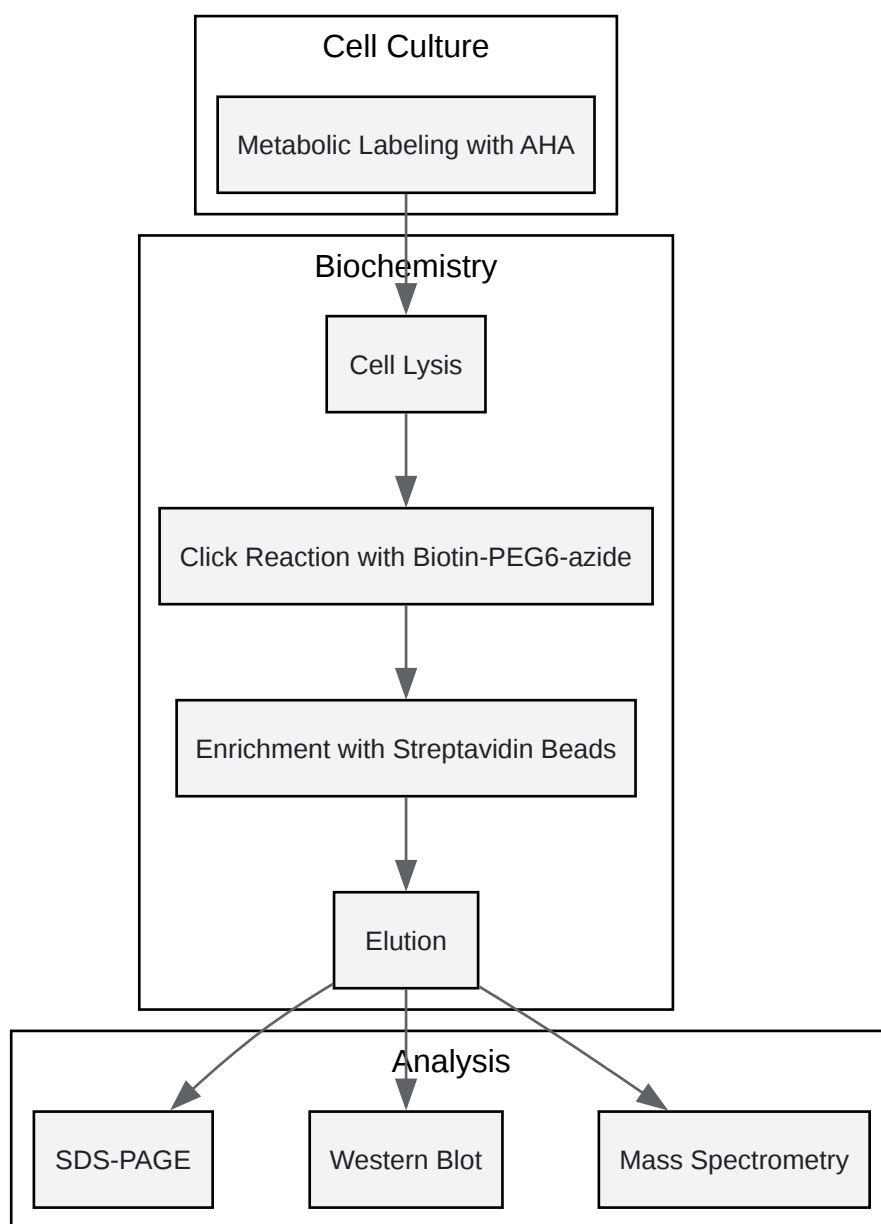 Cell Culture
Metabolic Labeling with AHA
Biochemistry
Cell Lysis
Click Reaction with Biotin-PEG6-azide
Enrichment with Streptavidin Beads
Elution
Analysis
SDS-PAGE
Western Blot
Mass Spectrometry